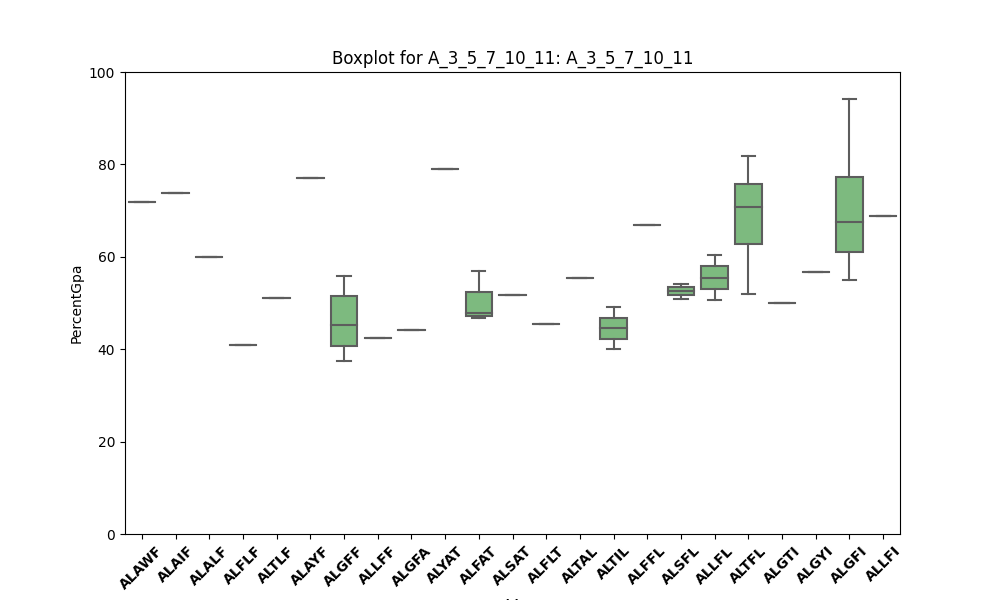 Boxplot for A_3_5_7_10_11: A_3_5_7_10_11
100
80
60
40
20
0
PercentGpa
ALAWF
ALAIF
ALALF
ALFLF
ALTLF
ALAYF
ALGFF
ALLFF
ALGFA
ALYAT
ALFAT
ALSAT
ALFLT
ALTAL
ALTIL
ALFFL
ALSFL
ALLFL
ALTFL
ALGTI
ALGYI
ALGFI
ALLFI